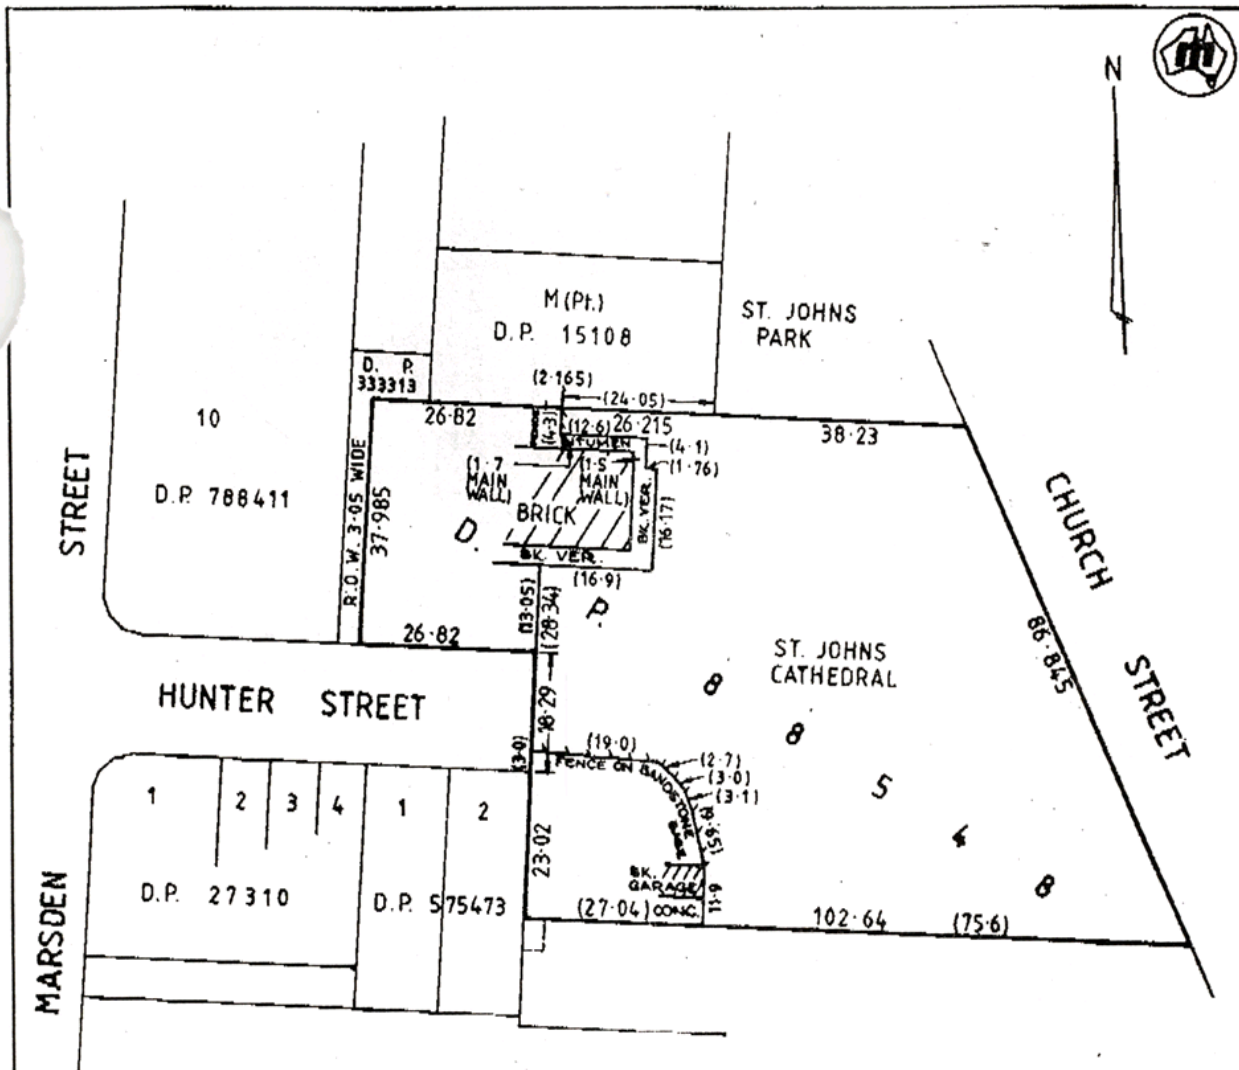 N
M (Pt.)
D.P. 15108
ST. JOHNS
PARK
D. P.
333313
(2·165)
(24·05)
26·82
(4·3)
(12·6)
26·215
38·23
10
D.P. 788411
STREET
R.O.W. 3·05 WIDE
37·985
BITUMEN
(4·1)
(1·76)
(1·7
MAIN
WALL)
(1·5
MAIN
WALL)
BRICK
BK. VER.
(16·17)
BK. VER.
(16·9)
D.
P.
8
8
5
4
8
CHURCH
STREET
86·845
(13·05)
(28·34)
26·82
ST. JOHNS
CATHEDRAL
HUNTER STREET
18·29
(3·0)
(19·0)
FENCE ON SANDSTONE
BASE
(2·7)
(3·0)
(3·1)
1
2
3
4
1
2
23·02
BK.
GARAGE
CONC.
D.P. 27310
D.P. 575473
(27·04)
102·64
(75·6)
MARSDEN